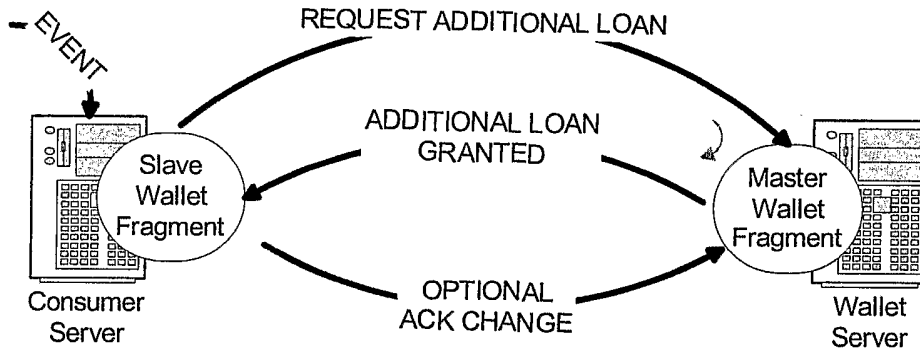 REQUEST ADDITIONAL LOAN
EVENT
ADDITIONAL LOAN
GRANTED
Slave
Wallet
Fragment
Master
Wallet
Fragment
OPTIONAL
ACK CHANGE
Consumer
Server
Wallet
Server